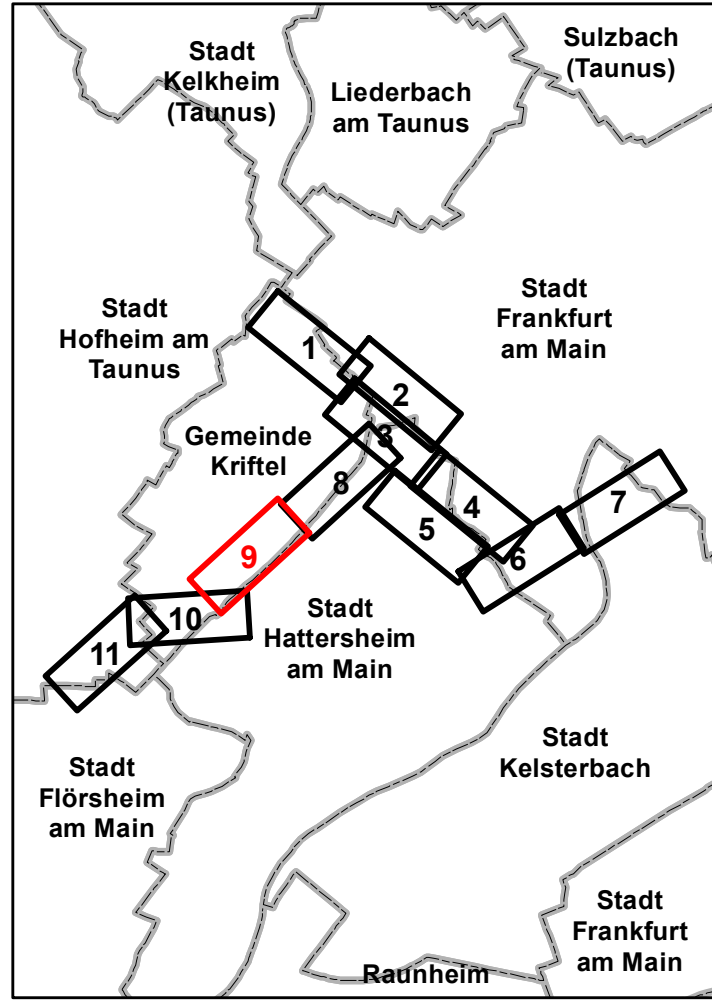 Stadt
Kelkheim
(Taunus)
Liederbach
am Taunus
Sulzbach
(Taunus)
Stadt
Hofheim am
Taunus
Stadt
Frankfurt
am Main
1
2
3
Gemeinde
Kriftel
8
4
7
5
6
9
10
11
Stadt
Hattersheim
am Main
Stadt
Kelsterbach
Stadt
Flörsheim
am Main
Stadt
Frankfurt
am Main
Raunheim